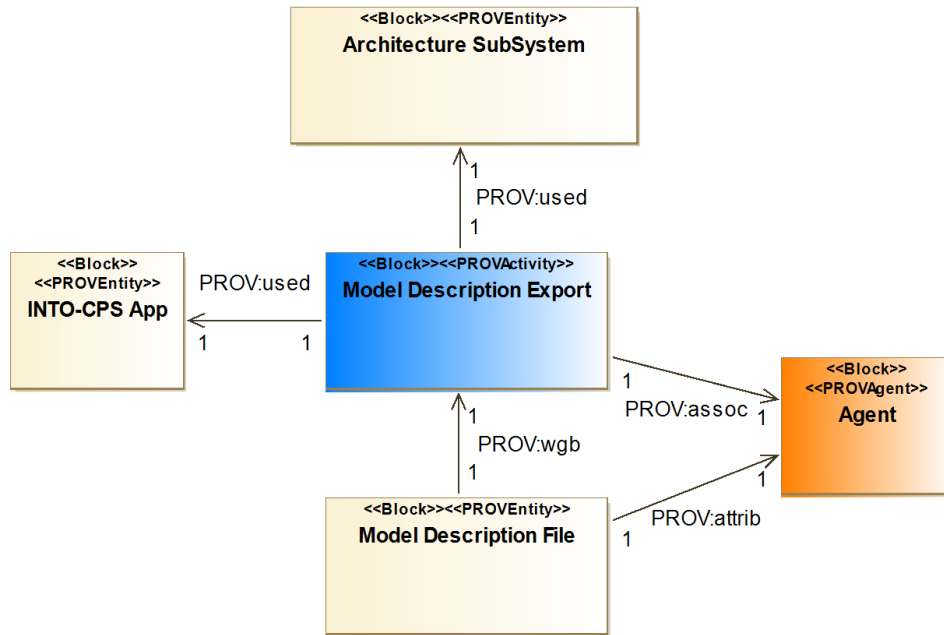 <<Block>><<PROVEntity>>
Architecture SubSystem
1
PROV:used
1
<<Block>>
<<PROVEntity>>
INTO-CPS App
PROV:used
1
1
<<Block>><<PROVActivity>>
Model Description Export
1
PROV:assoc
1
<<Block>>
<<PROVAgent>>
Agent
1
PROV:wgb
1
1
PROV:attrib
1
<<Block>><<PROVEntity>>
Model Description File